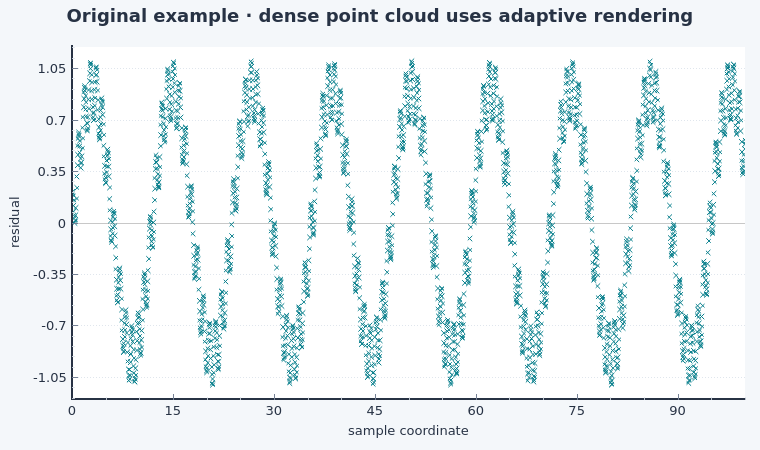 Original example · dense point cloud uses adaptive rendering
1.05
0.7
0.35
0
-0.35
-0.7
-1.05
residual
0 15 30 45 60 75 90
sample coordinate